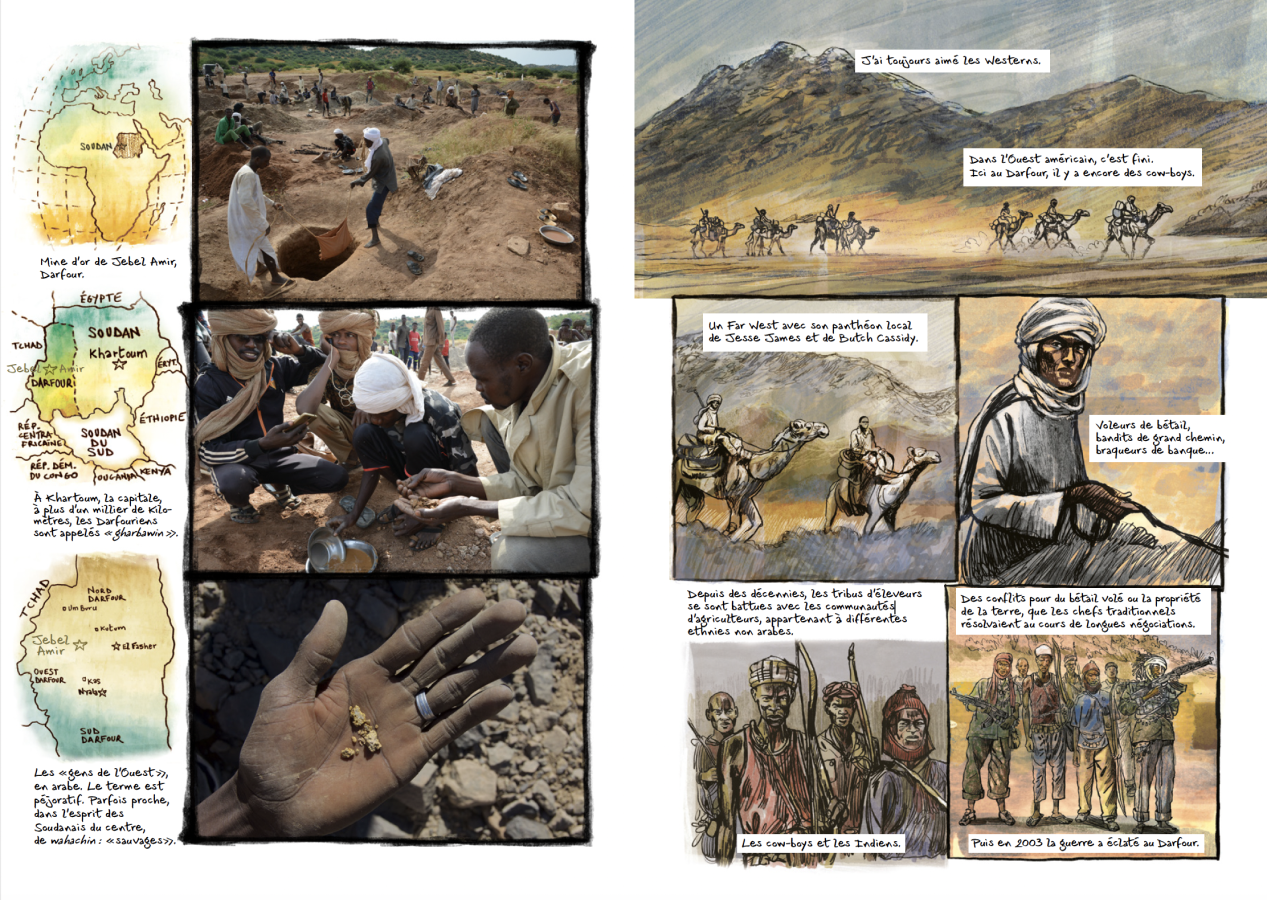 SOUDAN
Mine d'or de Jebel Amir,
Darfour.
ÉGYPTE
SOUDAN
TCHAD
Khartoum
Jebel Amir
ÉRYT.
DARFOUR
ÉTHIOPIE
RÉP.
CENTRA
FRICAINE
SOUDAN
DU
SUD
RÉP. DÉM.
DU CONGO
OUGANDA
KENYA
À Khartoum, la capitale,
à plus d'un millier de kilo-
mètres, les Darfouriens
sont appelés « gharbawin ».
TCHAD
NORD
DARFOUR
Um Buru
Kutum
Jebel
Amir
El Fasher
OUEST
DARFOUR
Kas
Nyala
SUD
DARFOUR
Les «gens de l'Ouest»,
en arabe. Le terme est
péjoratif. Parfois proche,
dans l'esprit des
Soudanais du centre,
de wahachin : «sauvages».
J'ai toujours aimé les Westerns.
Dans l'Ouest américain, c'est fini.
Ici au Darfour, il y a encore des cow-boys.
Un Far West avec son panthéon local
de Jesse James et de Butch Cassidy.
Voleurs de bétail,
bandits de grand chemin,
braqueurs de banque...
Depuis des décennies, les tribus d'éleveurs
se sont battues avec les communautés
d'agriculteurs, appartenant à différentes
ethnies non arabes.
Les cow-boys et les Indiens.
Des conflits pour du bétail volé ou la propriété
de la terre, que les chefs traditionnels
résolvaient au cours de longues négociations.
Puis en 2003 la guerre a éclaté au Darfour.